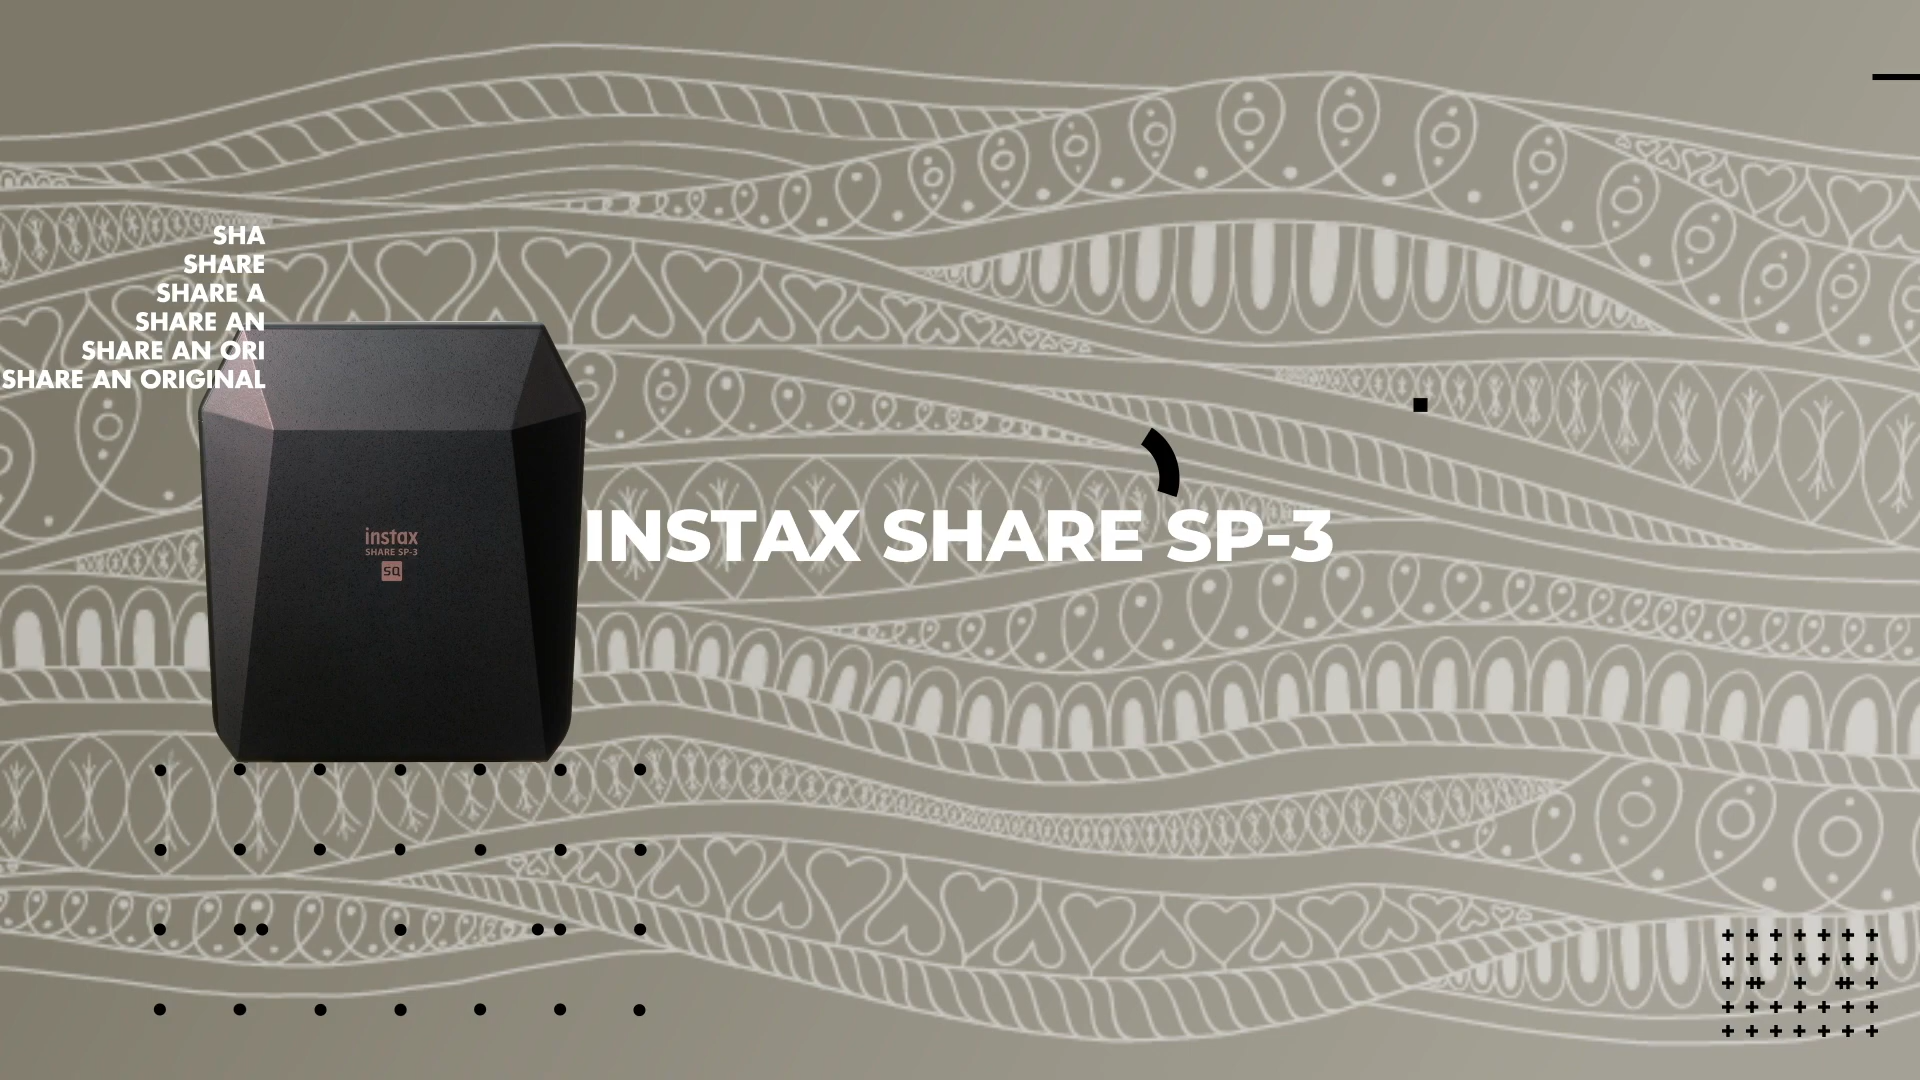 SHA
SHARE
SHARE A
SHARE AN
SHARE AN ORI
SHARE AN ORIGINAL
instax
SHARE SP-3
SQ
INSTAX SHARE SP-3